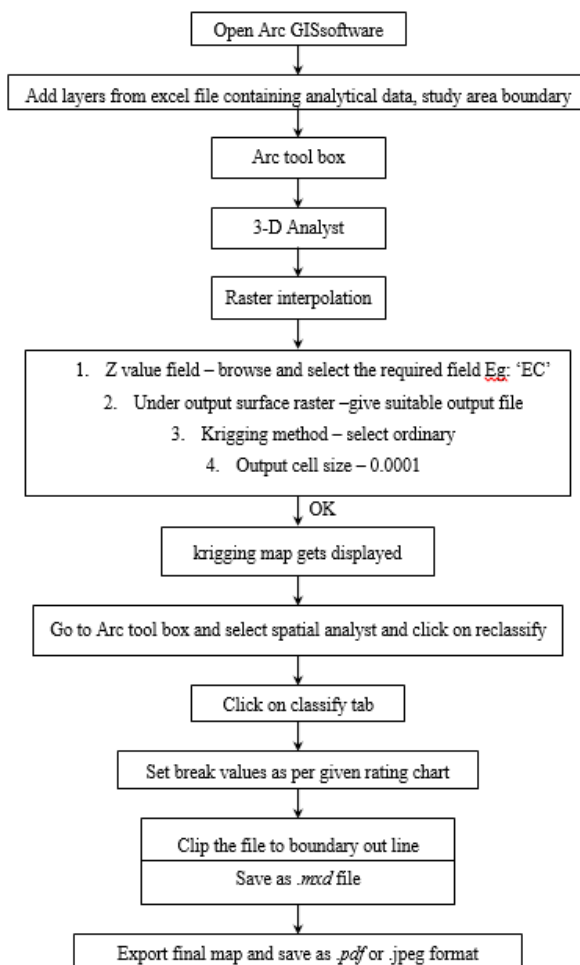 Open Arc GISsoftware
Add layers from excel file containing analytical data, study area boundary
Arc tool box
3-D Analyst
Raster interpolation
1. Z value field – browse and select the required field Eg: ‘EC’
2. Under output surface raster –give suitable output file
3. Krigging method – select ordinary
4. Output cell size – 0.0001
OK
krigging map gets displayed
Go to Arc tool box and select spatial analyst and click on reclassify
Click on classify tab
Set break values as per given rating chart
Clip the file to boundary out line
Save as .mxd file
Export final map and save as .pdf or .jpeg format